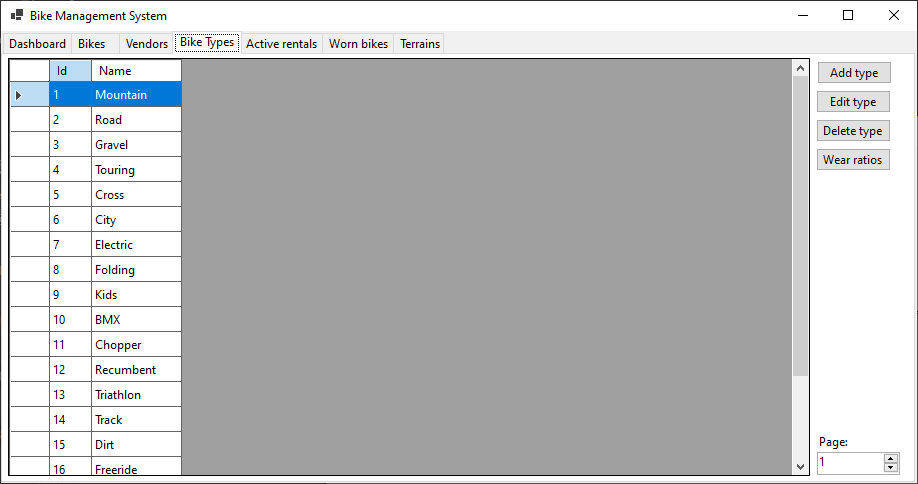 Bike Management System
Dashboard Bikes Vendors Bike Types Active rentals Worn bikes Terrains
Id Name
1 Mountain
2 Road
3 Gravel
4 Touring
5 Cross
6 City
7 Electric
8 Folding
9 Kids
10 BMX
11 Chopper
12 Recumbent
13 Triathlon
14 Track
15 Dirt
16 Freeride
Add type
Edit type
Delete type
Wear ratios
Page:
1